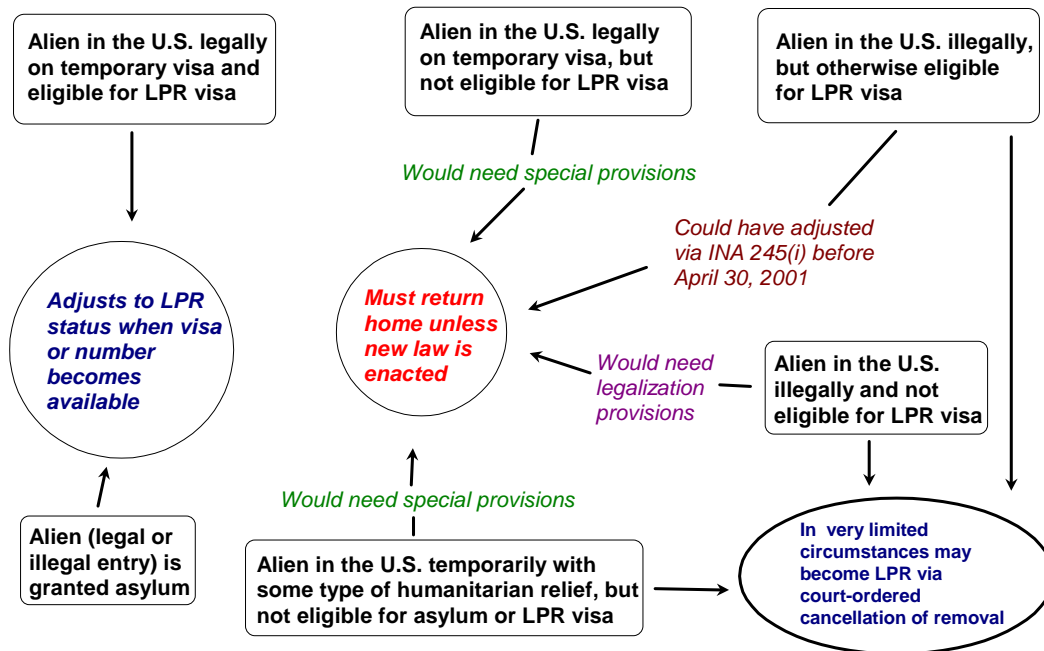 Alien in the U.S. legally
on temporary visa and
eligible for LPR visa
Alien in the U.S. legally
on temporary visa, but
not eligible for LPR visa
Alien in the U.S. illegally,
but otherwise eligible
for LPR visa
Would need special provisions
Could have adjusted
via INA 245(i) before
April 30, 2001
Adjusts to LPR
status when visa
or number
becomes
available
Must return
home unless
new law is
enacted
Would need
legalization
provisions
Alien in the U.S.
illegally and not
eligible for LPR visa
Would need special provisions
Alien (legal or
illegal entry) is
granted asylum
Alien in the U.S. temporarily with
some type of humanitarian relief, but
not eligible for asylum or LPR visa
In very limited
circumstances may
become LPR via
court-ordered
cancellation of removal